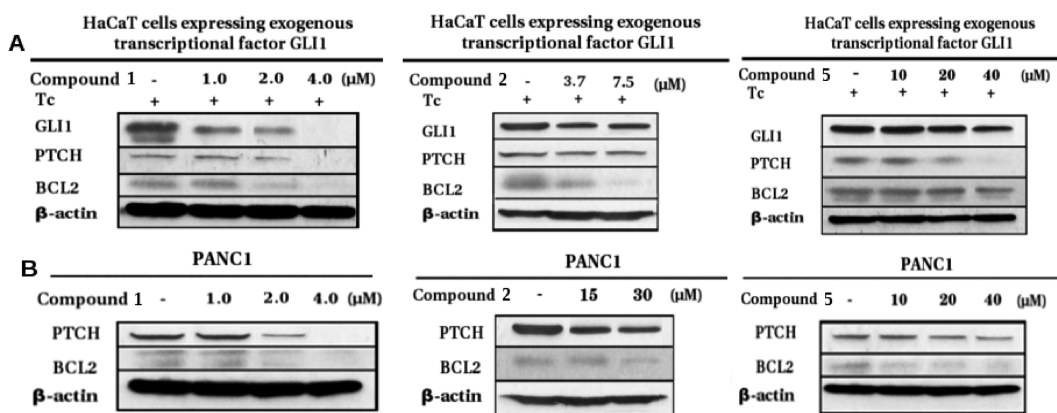 A
HaCaT cells expressing exogenous
transcriptional factor GLI1
Compound 1 - 1.0 2.0 4.0 (μM)
Tc + + + +
GLI1
PTCH
BCL2
β-actin
HaCaT cells expressing exogenous
transcriptional factor GLI1
Compound 2 - 3.7 7.5 (μM)
Tc + + +
GLI1
PTCH
BCL2
β-actin
HaCaT cells expressing exogenous
transcriptional factor GLI1
Compound 5 - 10 20 40 (μM)
Tc + + + +
GLI1
PTCH
BCL2
β-actin
B
PANC1
Compound 1 - 1.0 2.0 4.0 (μM)
PTCH
BCL2
β-actin
PANC1
Compound 2 - 15 30 (μM)
PTCH
BCL2
β-actin
PANC1
Compound 5 - 10 20 40 (μM)
PTCH
BCL2
β-actin